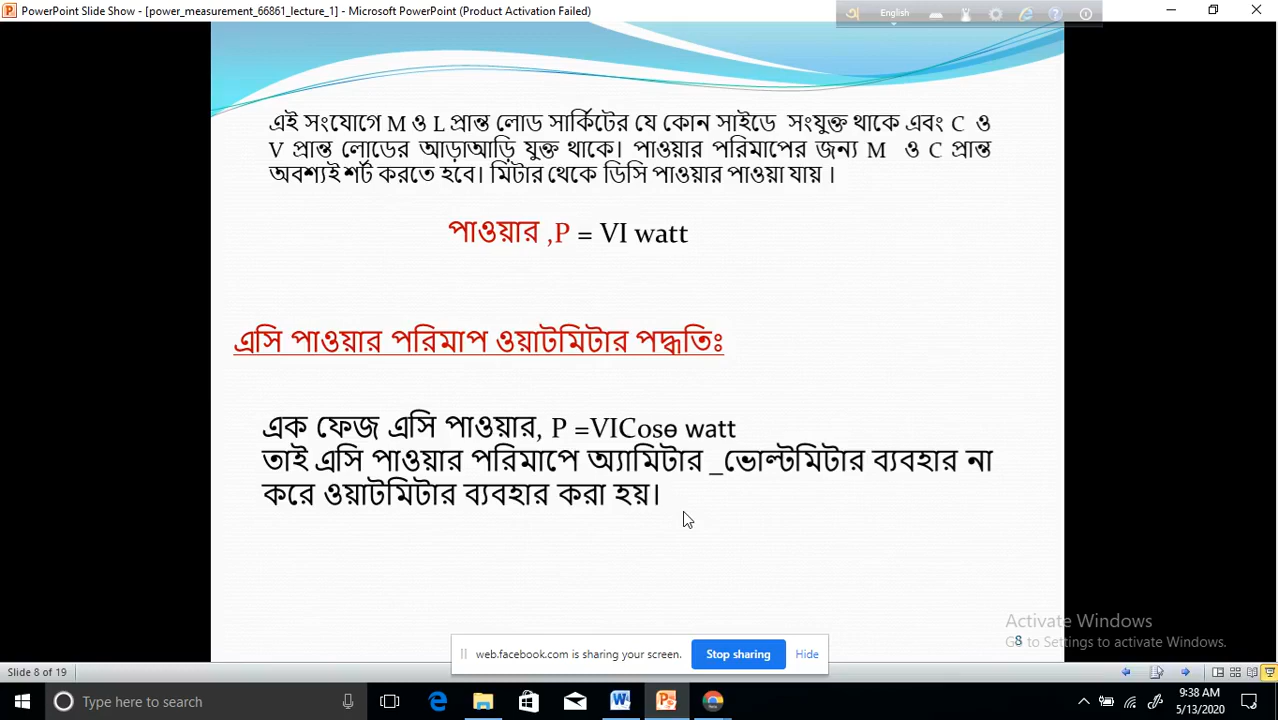 PowerPoint Slide Show - [power_measurement_66861_lecture_1] - Microsoft PowerPoint (Product Activation Failed)
English
এই সংযোগে M ও L প্রান্ত লোড সার্কিটের যে কোন সাইডে সংযুক্ত থাকে এবং C ও
V প্রান্ত লোডের আড়াআড়ি যুক্ত থাকে। পাওয়ার পরিমাপের জন্য M ও C প্রান্ত
অবশ্যই শর্ট করতে হবে। মিটার থেকে ডিসি পাওয়ার পাওয়া যায় ।
পাওয়ার ,P = VI watt
এসি পাওয়ার পরিমাপ ওয়াটমিটার পদ্ধতিঃ
এক ফেজ এসি পাওয়ার, P =VICosө watt
তাই এসি পাওয়ার পরিমাপে অ্যামিটার _ভোল্টমিটার ব্যবহার না
করে ওয়াটমিটার ব্যবহার করা হয়।
Activate Windows
Go to Settings to activate Windows.
8
web.facebook.com is sharing your screen.
Stop sharing
Hide
Slide 8 of 19
Type here to search
9:38 AM
5/13/2020